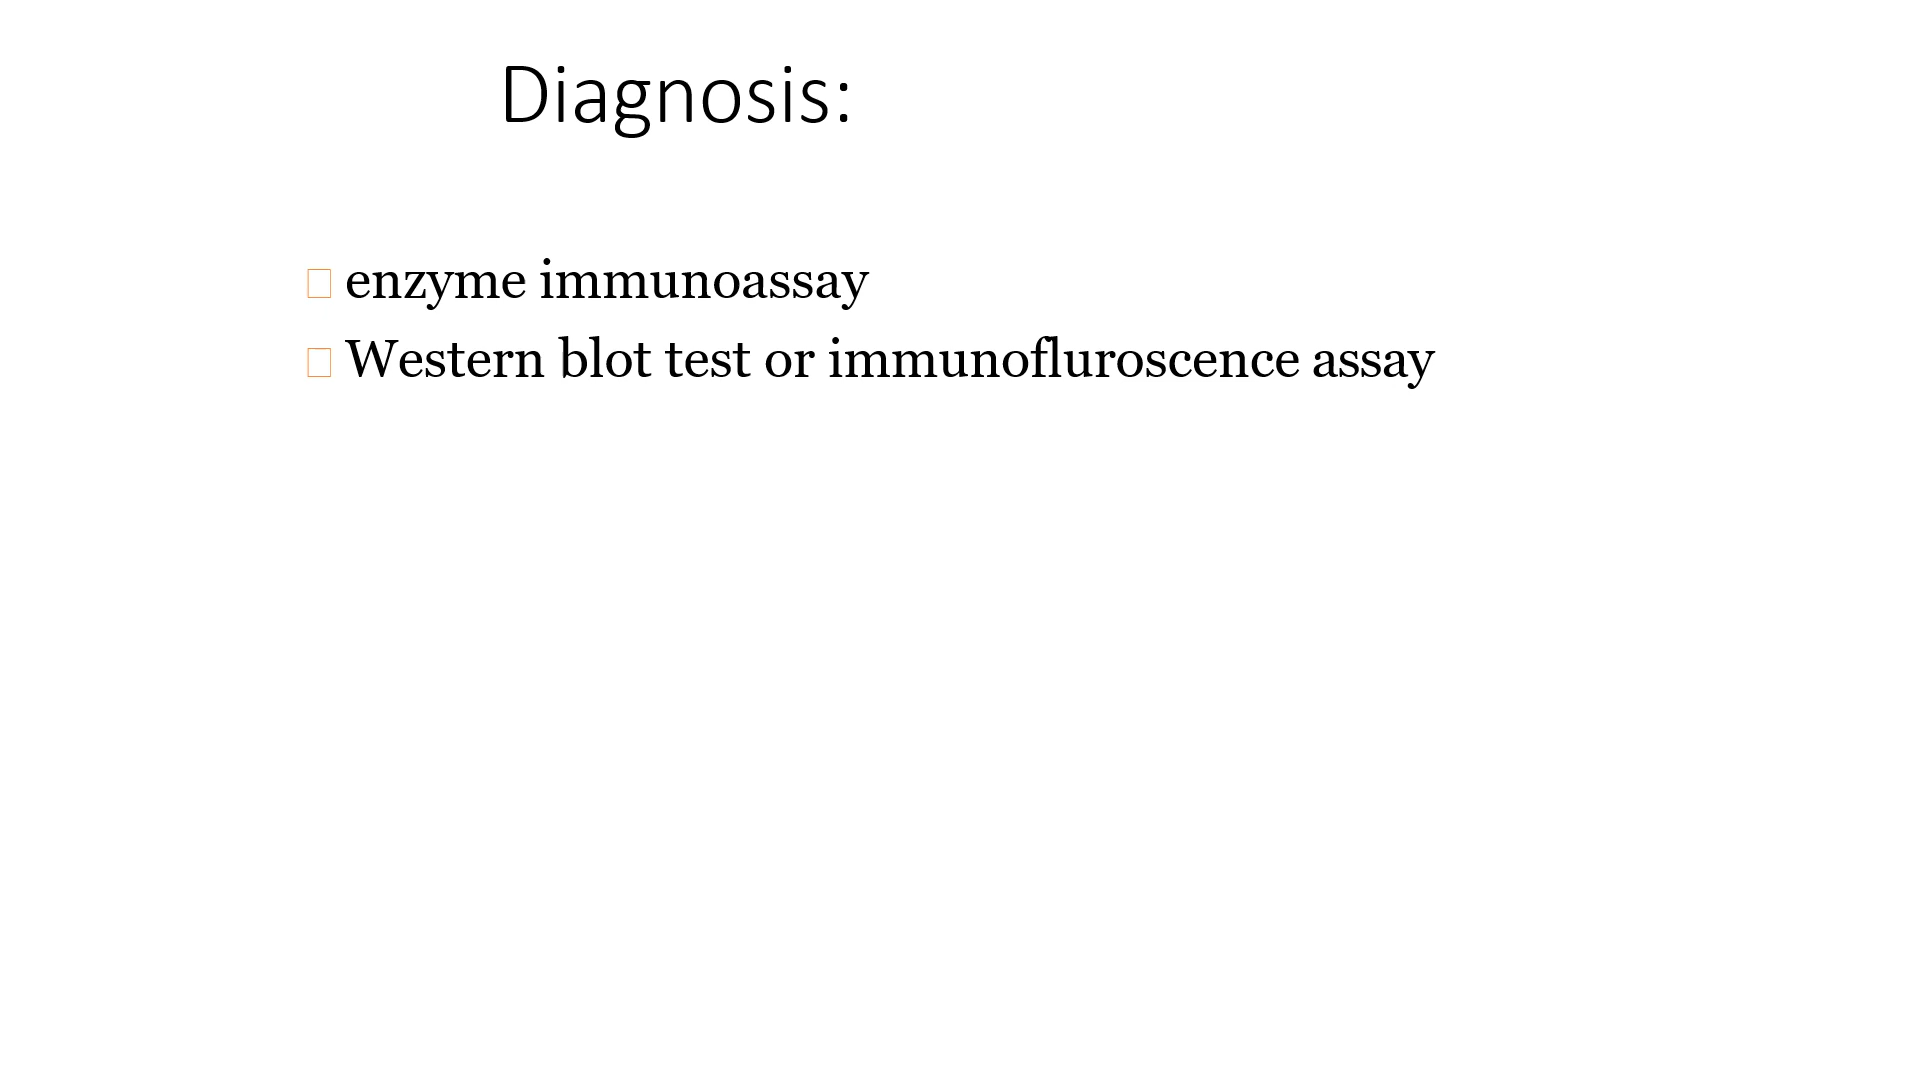 Diagnosis:
enzyme immunoassay
Western blot test or immunofluroscence assay